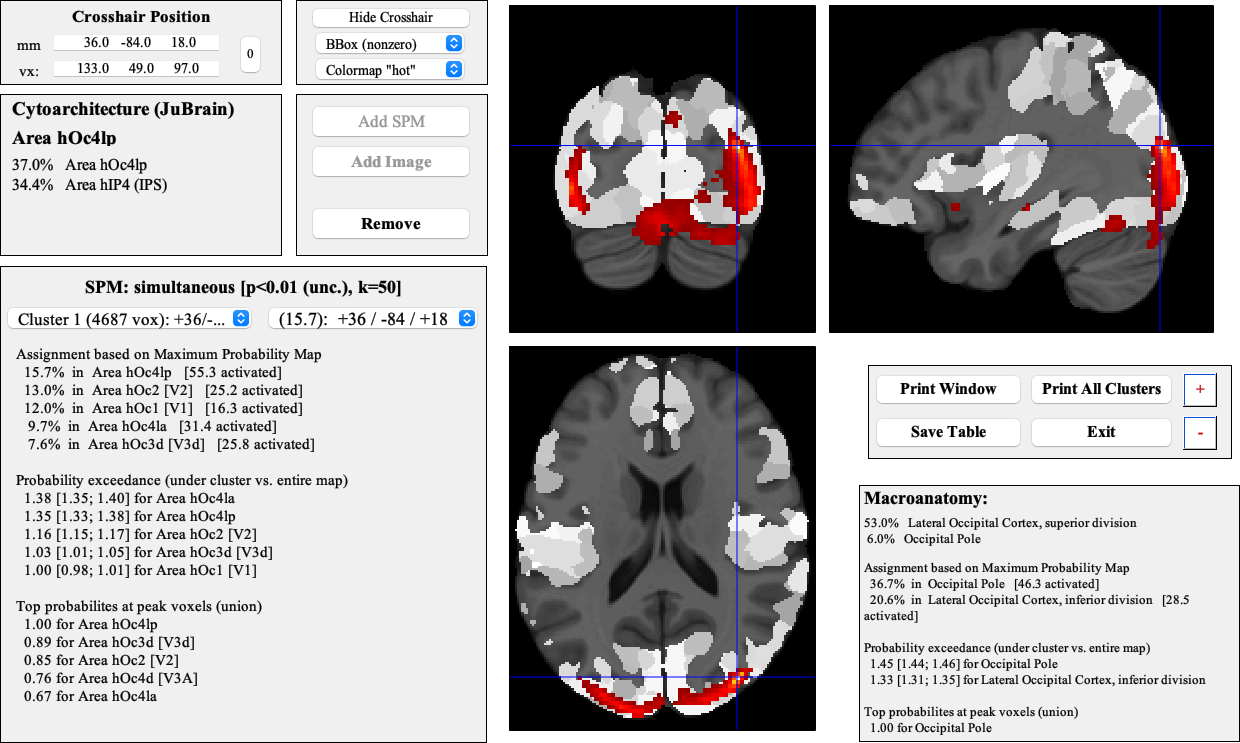 Crosshair Position
mm 36.0 -84.0 18.0
vx: 133.0 49.0 97.0
0
Hide Crosshair
BBox (nonzero)
Colormap "hot"
Cytoarchitecture (JuBrain)
Area hOc4lp
37.0% Area hOc4lp
34.4% Area hIP4 (IPS)
Add SPM
Add Image
Remove
SPM: simultaneous [p<0.01 (unc.), k=50]
Cluster 1 (4687 vox): +36/-... (15.7): +36 / -84 / +18
Assignment based on Maximum Probability Map
15.7% in Area hOc4lp [55.3 activated]
13.0% in Area hOc2 [V2] [25.2 activated]
12.0% in Area hOc1 [V1] [16.3 activated]
9.7% in Area hOc4la [31.4 activated]
7.6% in Area hOc3d [V3d] [25.8 activated]
Probability exceedance (under cluster vs. entire map)
1.38 [1.35; 1.40] for Area hOc4la
1.35 [1.33; 1.38] for Area hOc4lp
1.16 [1.15; 1.17] for Area hOc2 [V2]
1.03 [1.01; 1.05] for Area hOc3d [V3d]
1.00 [0.98; 1.01] for Area hOc1 [V1]
Top probabilites at peak voxels (union)
1.00 for Area hOc4lp
0.89 for Area hOc3d [V3d]
0.85 for Area hOc2 [V2]
0.76 for Area hOc4d [V3A]
0.67 for Area hOc4la
Print Window Print All Clusters +
Save Table Exit -
Macroanatomy:
53.0% Lateral Occipital Cortex, superior division
6.0% Occipital Pole
Assignment based on Maximum Probability Map
36.7% in Occipital Pole [46.3 activated]
20.6% in Lateral Occipital Cortex, inferior division [28.5
activated]
Probability exceedance (under cluster vs. entire map)
1.45 [1.44; 1.46] for Occipital Pole
1.33 [1.31; 1.35] for Lateral Occipital Cortex, inferior division
Top probabilites at peak voxels (union)
1.00 for Occipital Pole